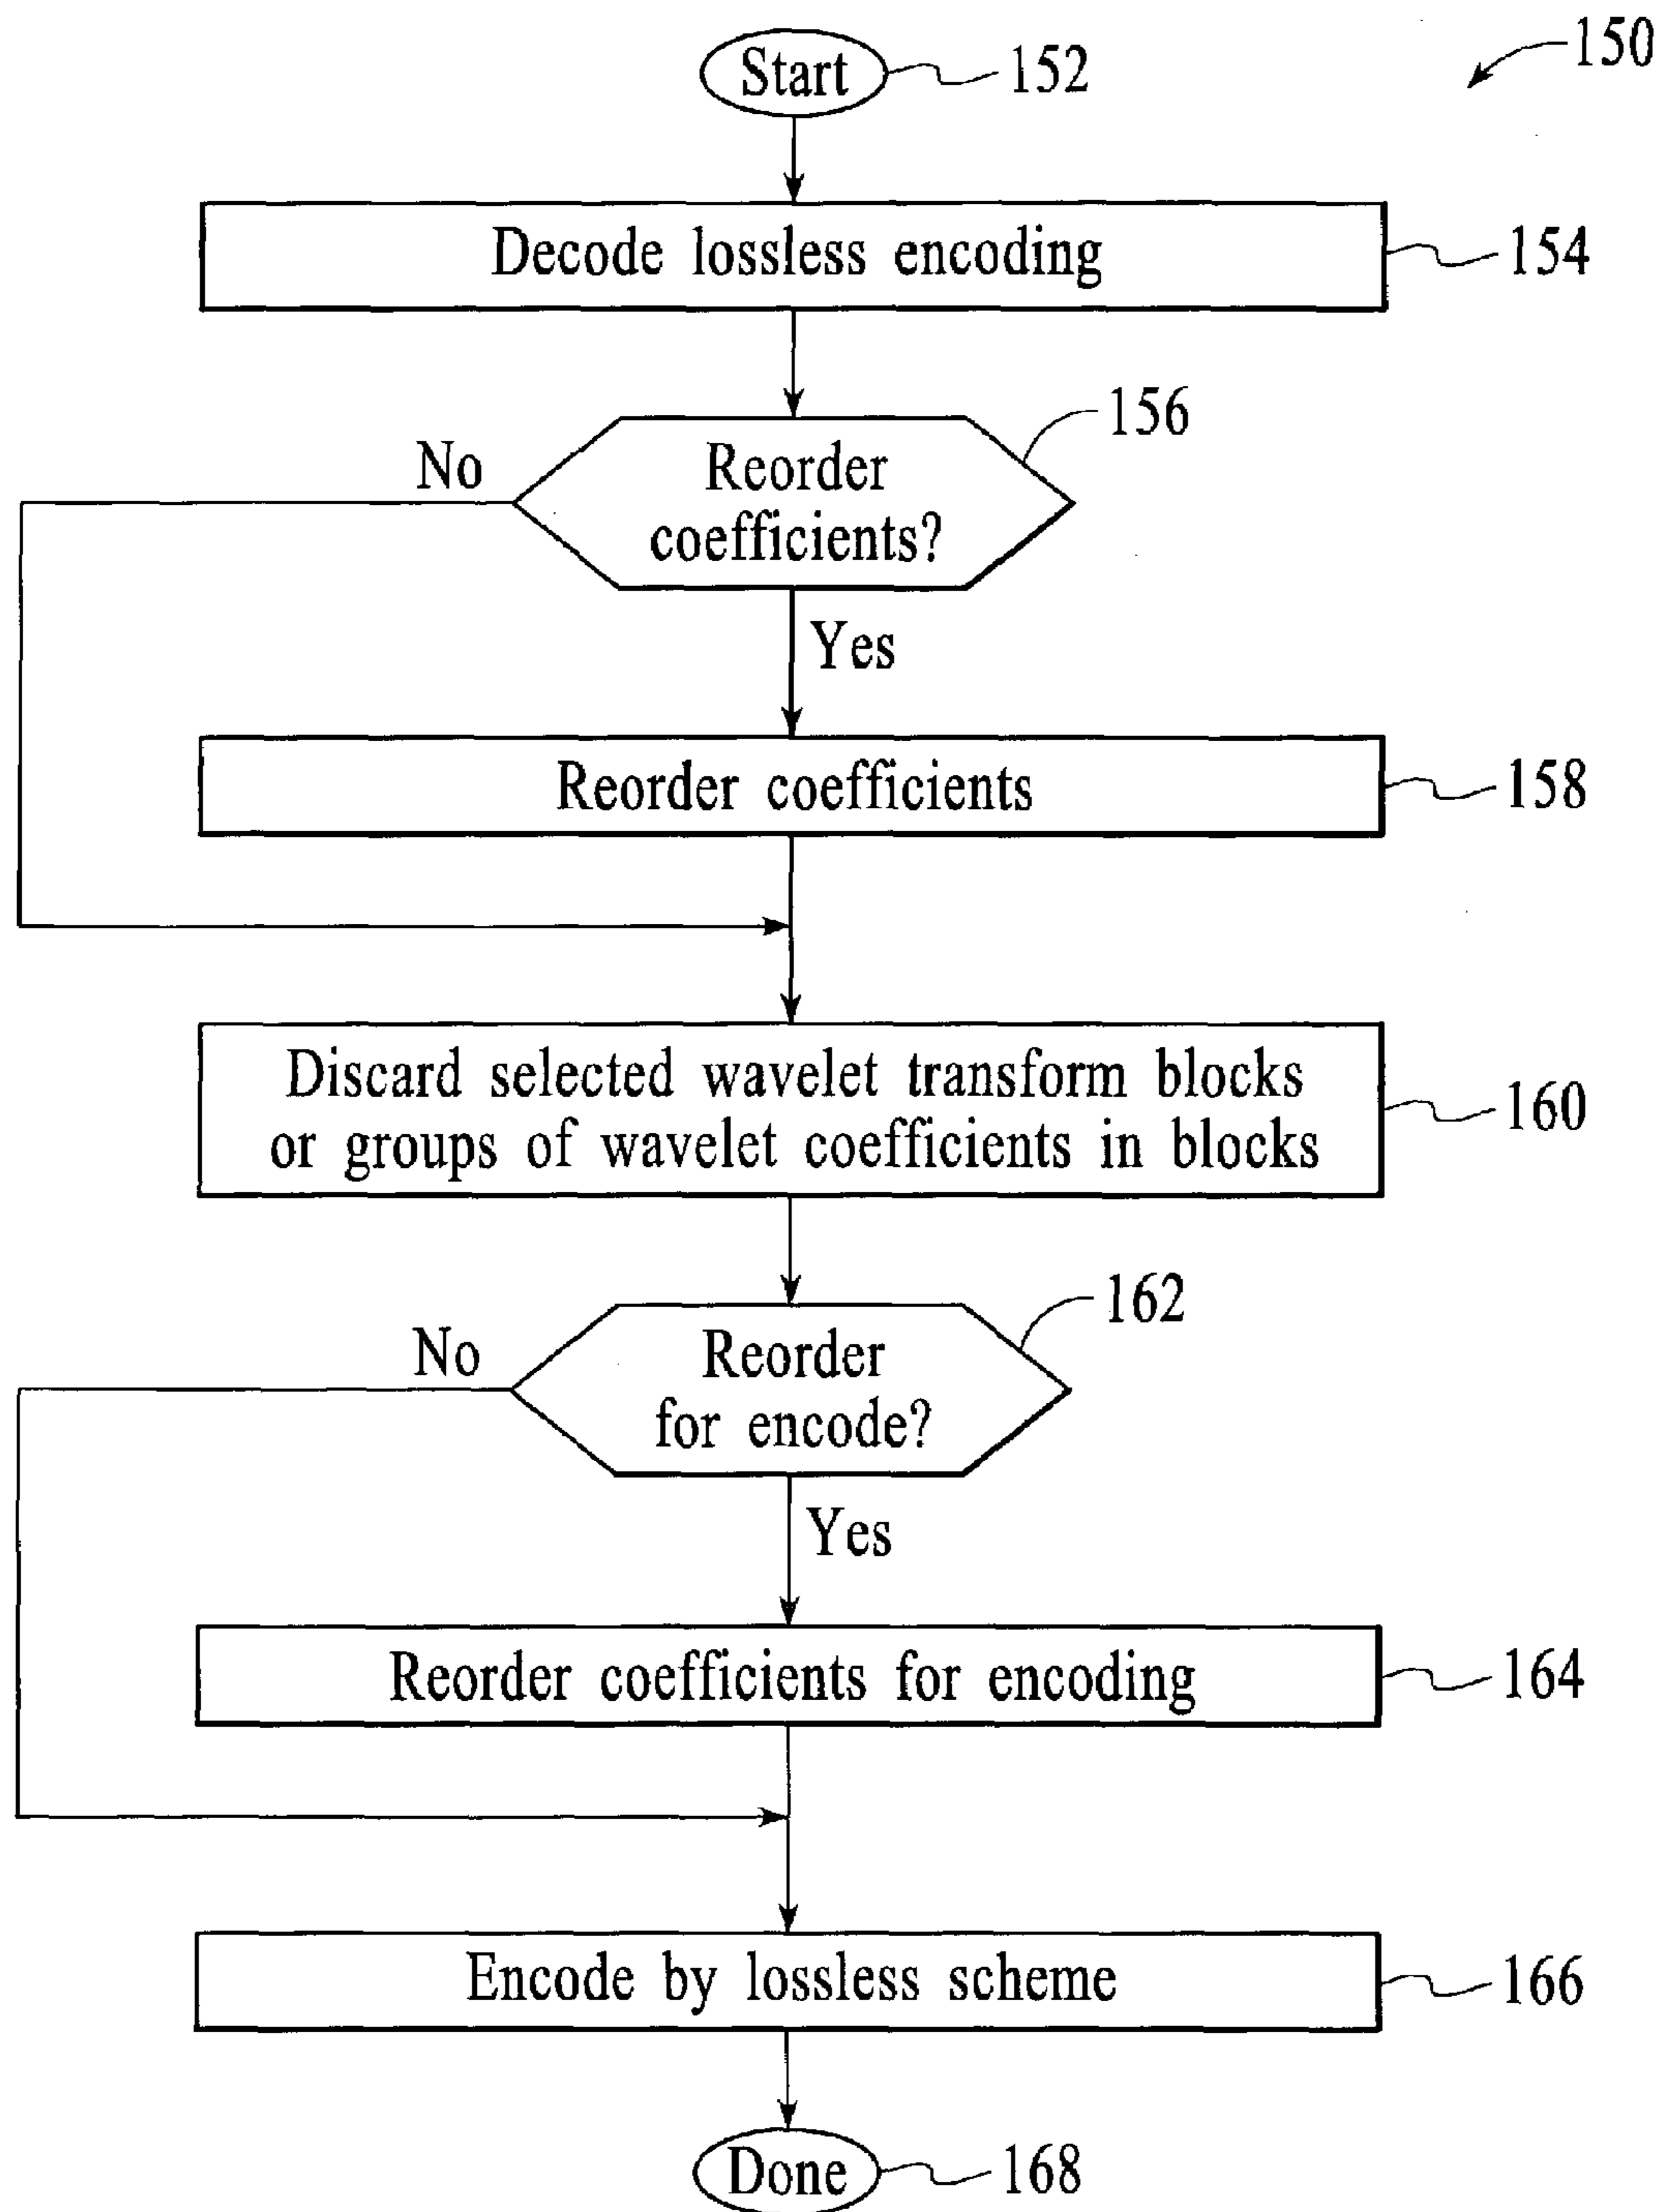 150
Start 152
Decode lossless encoding 154
156
No
Reorder
coefficients?
Yes
Reorder coefficients 158
Discard selected wavelet transform blocks
or groups of wavelet coefficients in blocks
160
162
No
Reorder
for encode?
Yes
Reorder coefficients for encoding 164
Encode by lossless scheme 166
Done 168